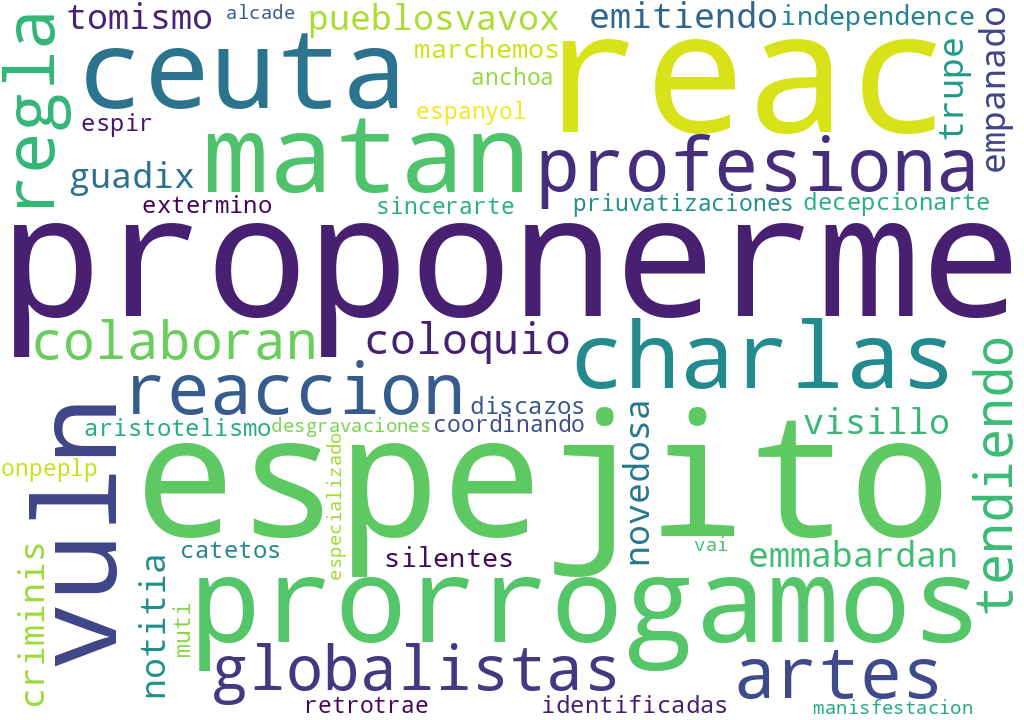 tomismo
alcade
pueblosvavox
emitiendo
independence
regla
ceuta
marchemos
reac
trupe
empanado
anchoa
espanyol
espir
matan
profesiona
guadix
extermino
sincerarte
priuvatizaciones
decepcionarte
proponerme
colaboran
coloquio
charlas
tendiendo
reaccion
discazos
visillo
aristotelismo
desgravaciones
coordinando
novedosa
vuln
espejito
onpeplp
especializado
catetos
silentes
vai
emmabardan
criminis
notitia
muti
prorrogamos
globalistas
artes
retrotrae
identificadas
manisfestacion